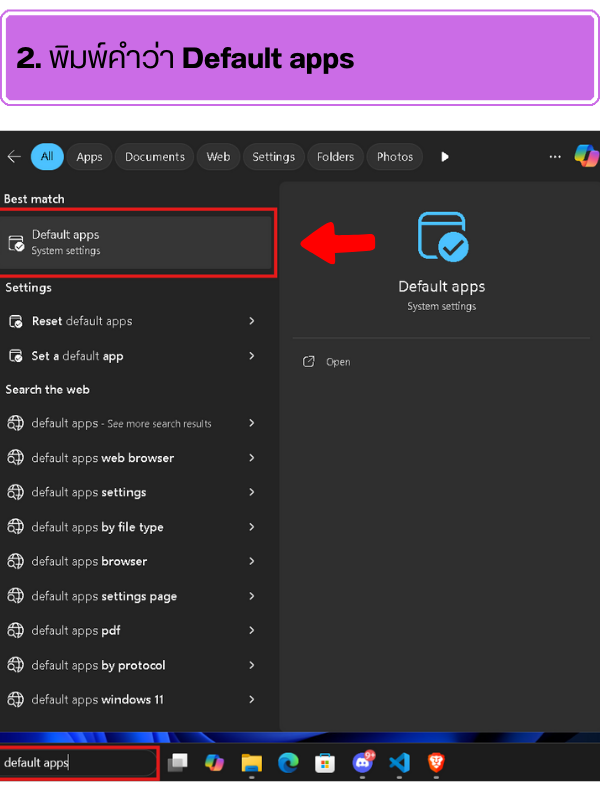 2. พิมพ์คำว่า Default apps
All
Apps
Documents
Web
Settings
Folders
Photos
Best match
Default apps
System settings
Default apps
System settings
Open
Settings
Reset default apps
Set a default app
Search the web
default apps - See more search results
default apps web browser
default apps settings
default apps by file type
default apps browser
default apps settings page
default apps pdf
default apps by protocol
default apps windows 11
default apps
9+